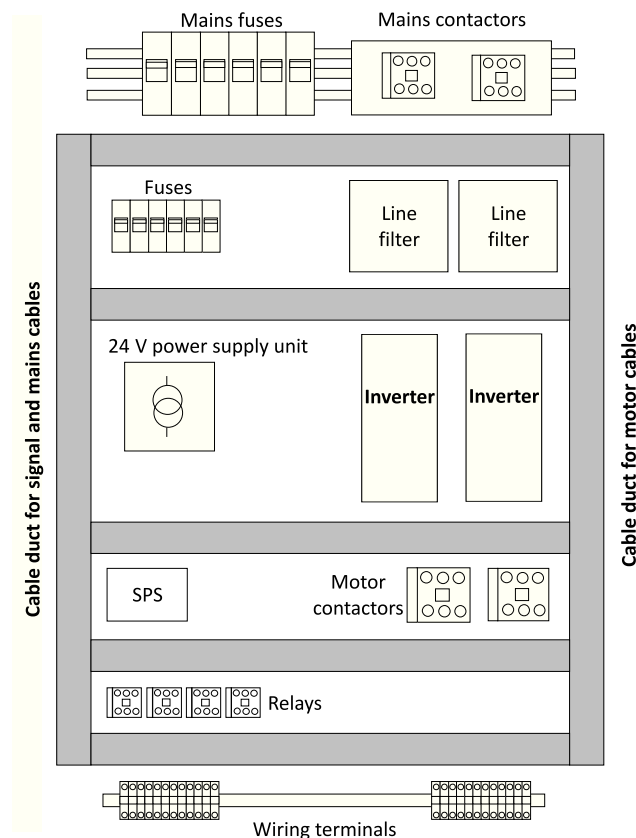 Mains fuses
Mains contactors
Fuses
Line
filter
Line
filter
24 V power supply unit
Inverter
Inverter
SPS
Motor
contactors
Relays
Wiring terminals
Cable duct for signal and mains cables
Cable duct for motor cables